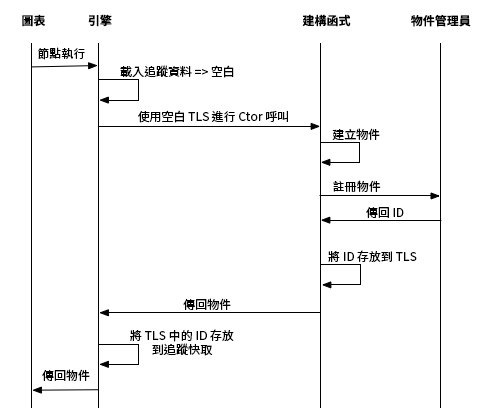 圖表 引擎 建構函式 物件管理員
節點執行
載入追蹤資料 => 空白
使用空白 TLS 進行 Ctor 呼叫
建立物件
註冊物件
傳回 ID
將 ID 存放到 TLS
傳回物件
將 TLS 中的 ID 存放
到追蹤快取
傳回物件